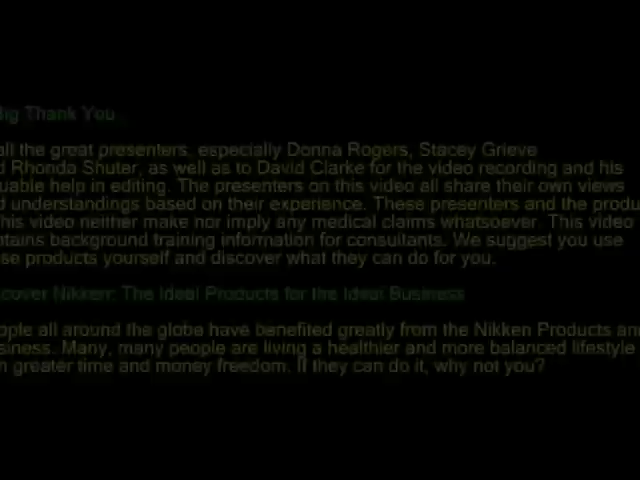 Big Thank You
all the great presenters, especially Donna Rogers, Stacey Grieve
d Rhonda Shuter, as well as to David Clarke for the video recording and his
uable help in editing. The presenters on this video all share their own views
d understandings based on their experience. These presenters and the produ
his video neither make nor imply any medical claims whatsoever. This video
ntains background training information for consultants. We suggest you use
se products yourself and discover what they can do for you.
cover Nikken: The Ideal Products for the Ideal Business
ople all around the globe have benefited greatly from the Nikken Products an
siness. Many, many people are living a healthier and more balanced lifestyle
h greater time and money freedom. If they can do it, why not you?